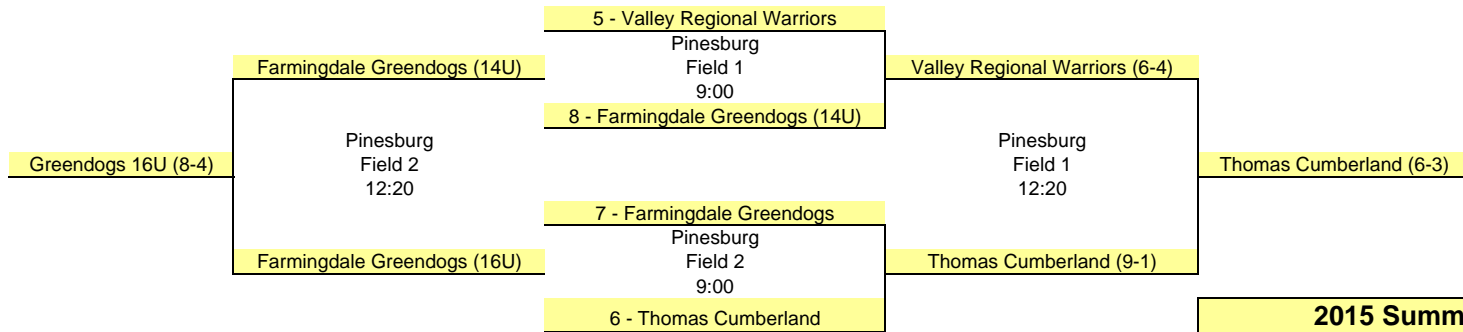 5 - Valley Regional Warriors
Pinesburg
Farmingdale Greendogs (14U)
Field 1
Valley Regional Warriors (6-4)
9:00
8 - Farmingdale Greendogs (14U)
Pinesburg
Pinesburg
Greendogs 16U (8-4)
Field 2
Field 1
Thomas Cumberland (6-3)
12:20
12:20
7 - Farmingdale Greendogs
Pinesburg
Farmingdale Greendogs (16U)
Field 2
Thomas Cumberland (9-1)
9:00
6 - Thomas Cumberland
2015 Summ